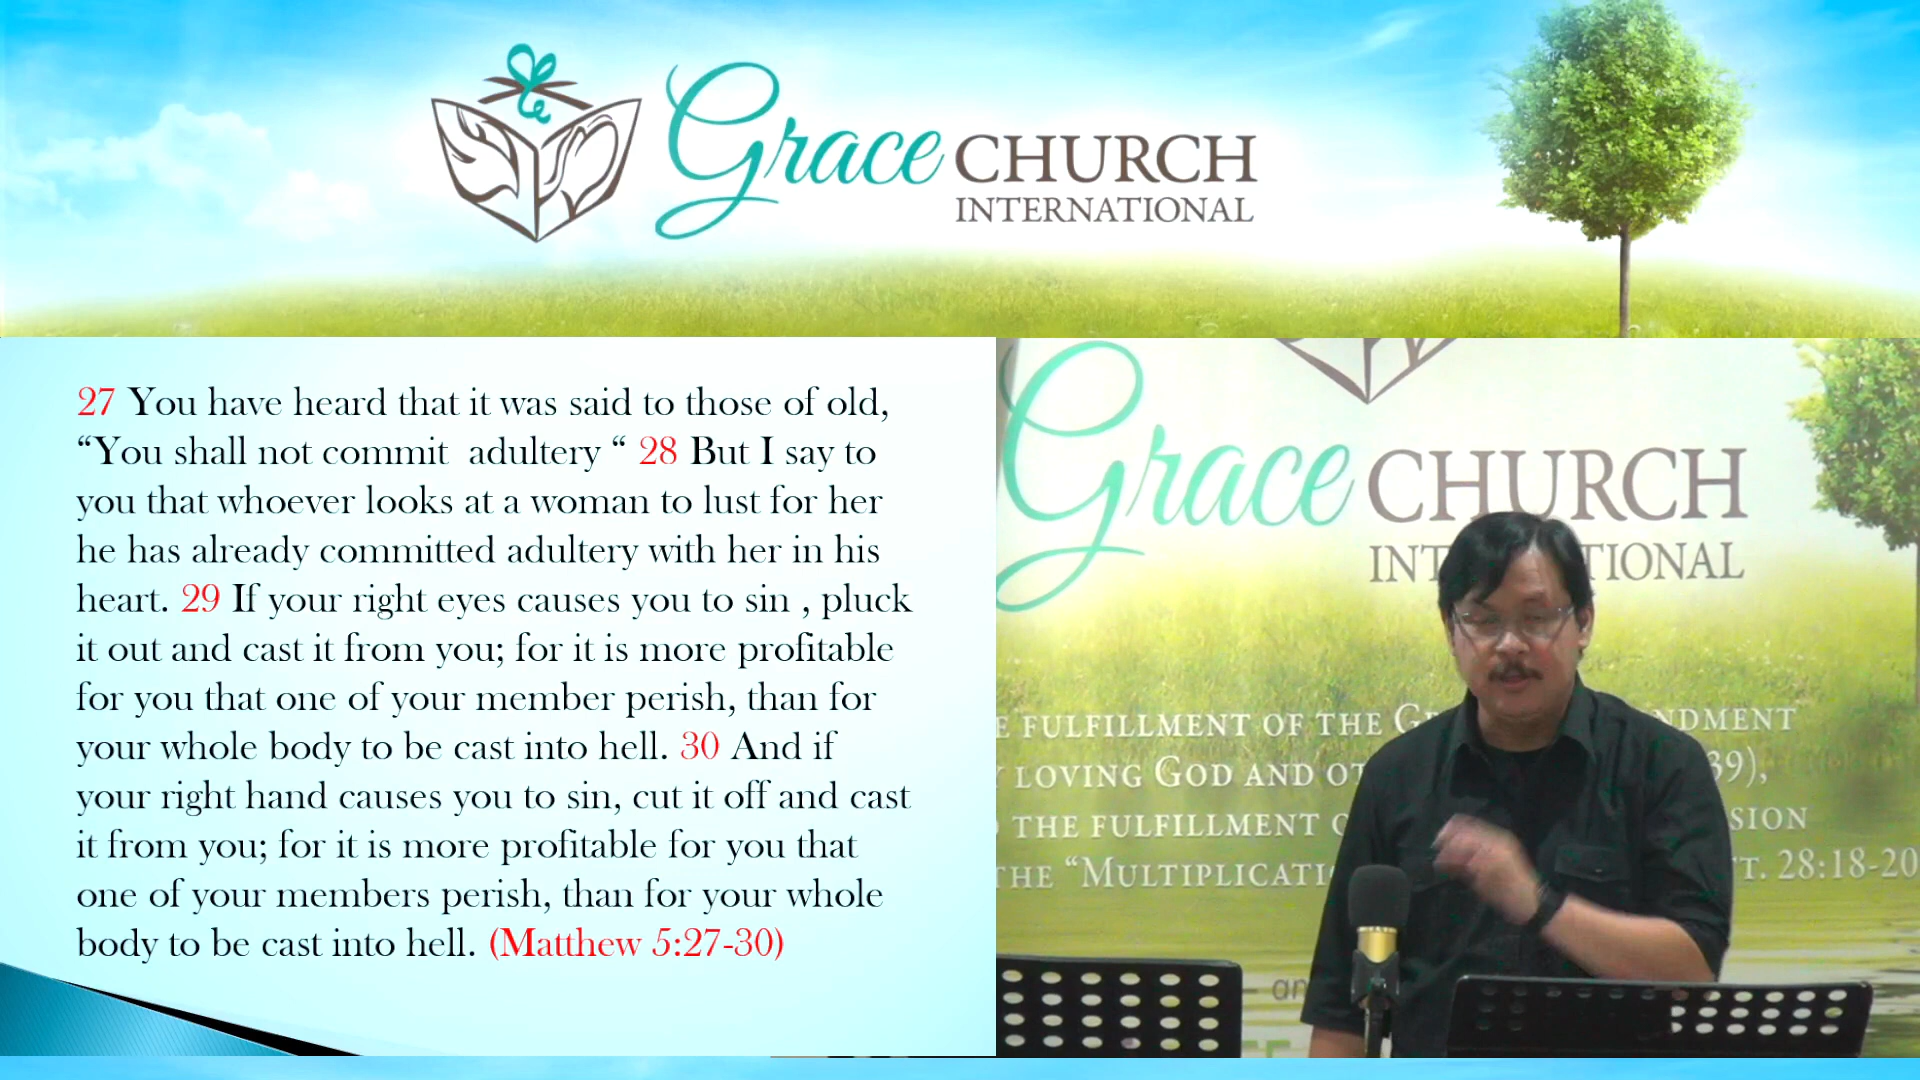 Grace CHURCH
INTERNATIONAL
27 You have heard that it was said to those of old,
“You shall not commit  adultery “ 28 But I say to
you that whoever looks at a woman to lust for her
he has already committed adultery with her in his
heart. 29 If your right eyes causes you to sin , pluck
it out and cast it from you; for it is more profitable
for you that one of your member perish, than for
your whole body to be cast into hell. 30 And if
your right hand causes you to sin, cut it off and cast
it from you; for it is more profitable for you that
one of your members perish, than for your whole
body to be cast into hell. (Matthew 5:27-30)
Grace CHURCH
INT TIONAL
E FULFILLMENT OF THE G NDMENT
LOVING GOD AND OT 39),
THE FULFILLMENT SION
THE “MULTIPLICATI T. 28:18-20
an